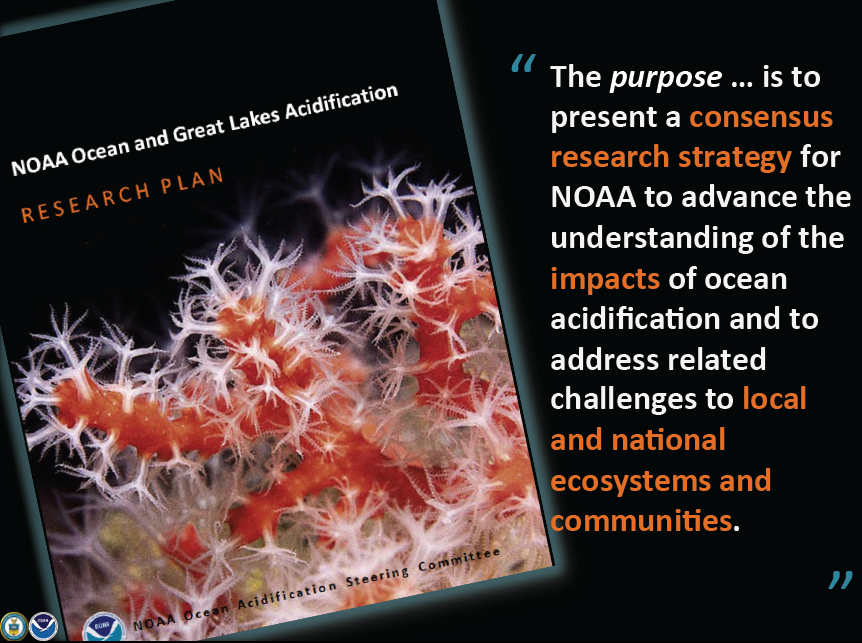 NOAA Ocean and Great Lakes Acidification
RESEARCH PLAN
NOAA Ocean Acidification Steering Committee
“ The purpose … is to
present a consensus
research strategy for
NOAA to advance the
understanding of the
impacts of ocean
acidification and to
address related
challenges to local
and national
ecosystems and
communities.
”